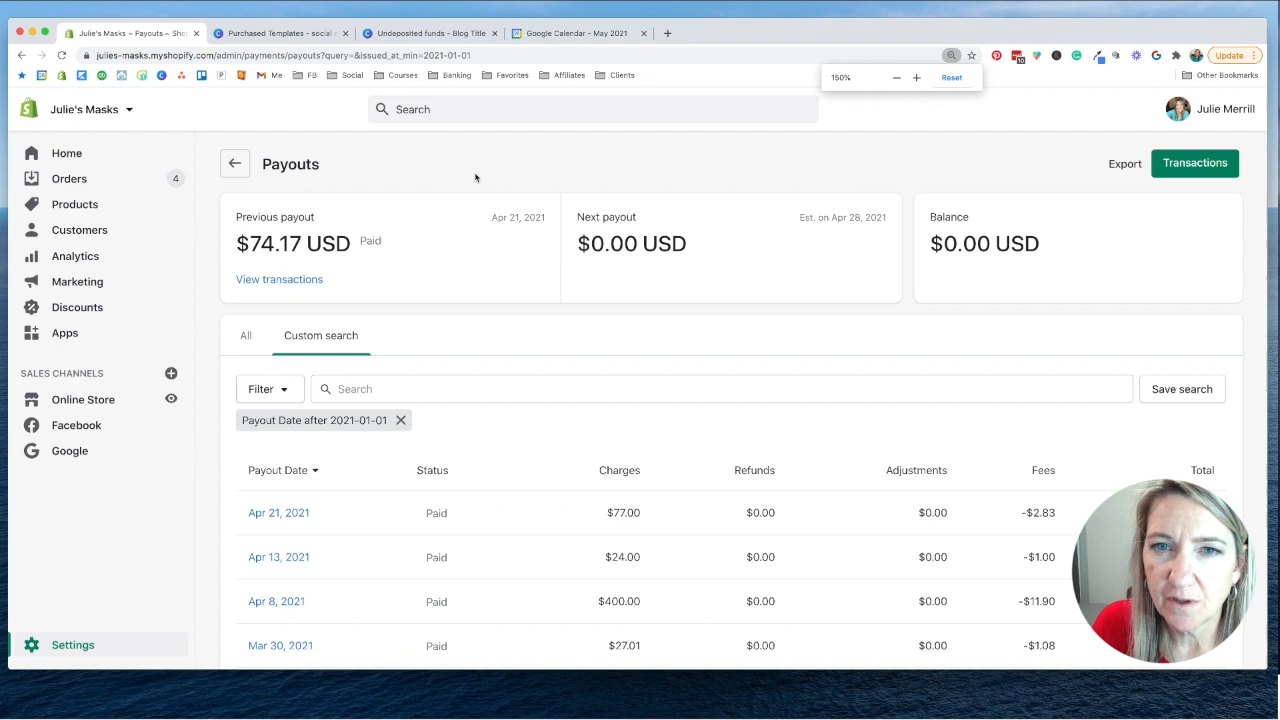 Julie's Masks ~ Payouts ~ Sho
Purchased Templates - social
Undeposited funds - Blog Title
Google Calendar - May 2021
julies-masks.myshopify.com/admin/payments/payouts?query=&issued_at_min=2021-01-01
Update
Me
FB
Social
Courses
Banking
Favorites
Affiliates
Clients
Other Bookmarks
150%
Reset
Julie's Masks
Search
Julie Merrill
Home
Orders 4
Products
Customers
Analytics
Marketing
Discounts
Apps
SALES CHANNELS
Online Store
Facebook
Google
Settings
Payouts
Export
Transactions
Previous payout Apr 21, 2021
$74.17 USD Paid
View transactions
Next payout Est. on Apr 28, 2021
$0.00 USD
Balance
$0.00 USD
All Custom search
Filter Search Save search
Payout Date after 2021-01-01
Payout Date Status Charges Refunds Adjustments Fees Total
Apr 21, 2021 Paid $77.00 $0.00 $0.00 -$2.83
Apr 13, 2021 Paid $24.00 $0.00 $0.00 -$1.00
Apr 8, 2021 Paid $400.00 $0.00 $0.00 -$11.90
Mar 30, 2021 Paid $27.01 $0.00 $0.00 -$1.08